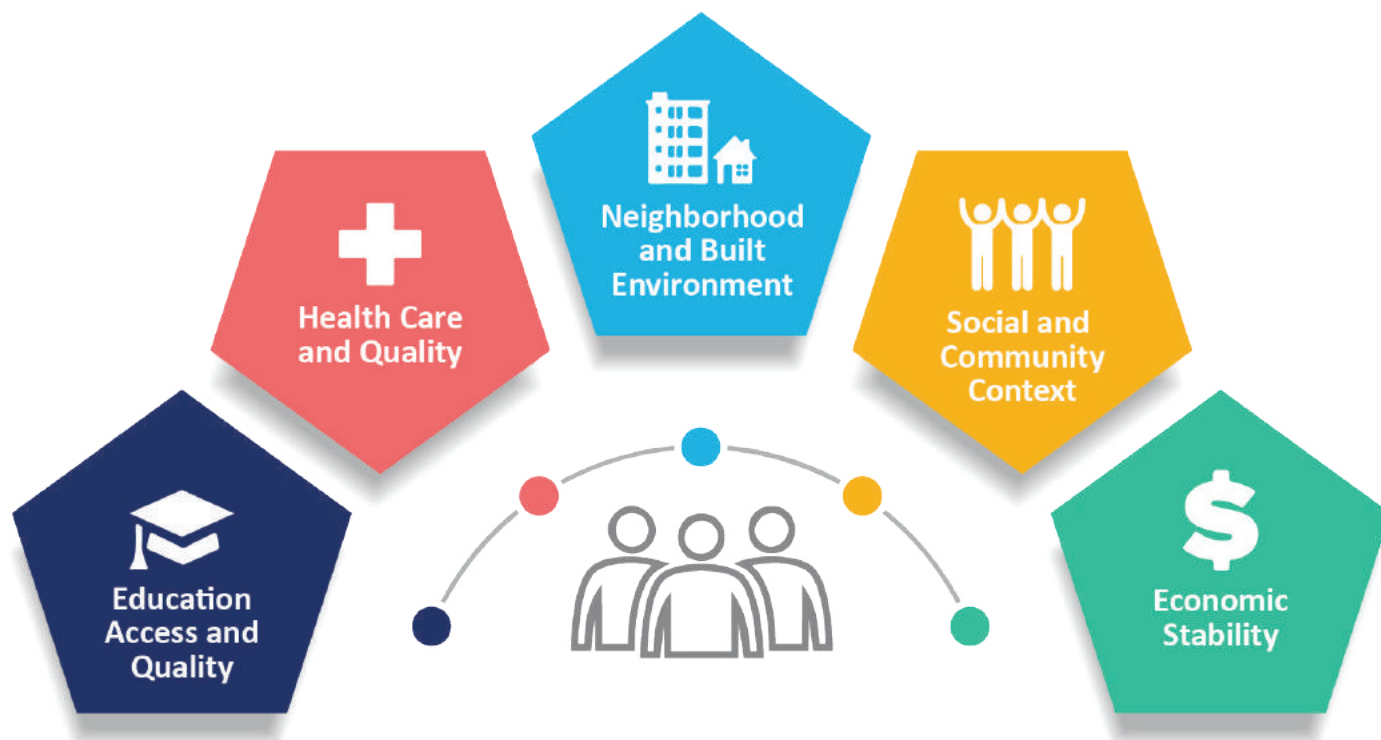 Neighborhood
and Built
Environment
Health Care
and Quality
Social and
Community
Context
Education
Access and
Quality
Economic
Stability